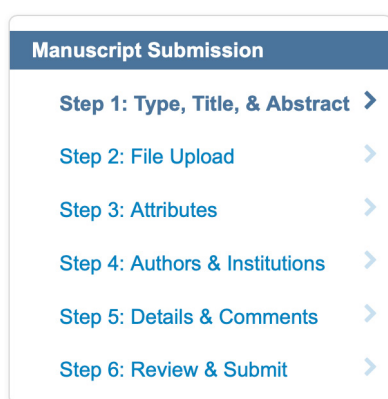 Manuscript Submission
Step 1: Type, Title, & Abstract
Step 2: File Upload
Step 3: Attributes
Step 4: Authors & Institutions
Step 5: Details & Comments
Step 6: Review & Submit